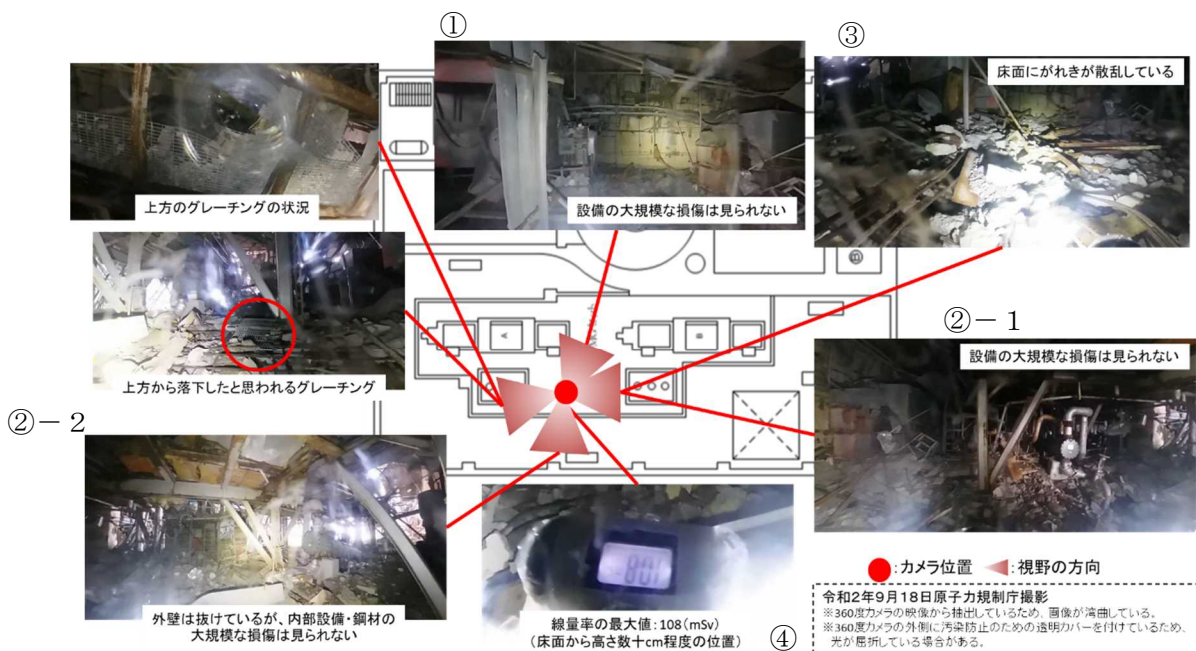 ①
③
床面にがれきが散乱している
上方のグレーチングの状況
設備の大規模な損傷は見られない
②－１
設備の大規模な損傷は見られない
上方から落下したと思われるグレーチング
②－２
外壁は抜けているが、内部設備・鋼材の
大規模な損傷は見られない
線量率の最大値：108（mSv）
（床面から高さ数十cm程度の位置）
④
：カメラ位置
：視野の方向
令和2年9月18日原子力規制庁撮影
※360度カメラの映像から抽出しているため、画像が湾曲している。
※360度カメラの外側に汚染防止のための透明カバーを付けているため、
光が屈折している場合がある。